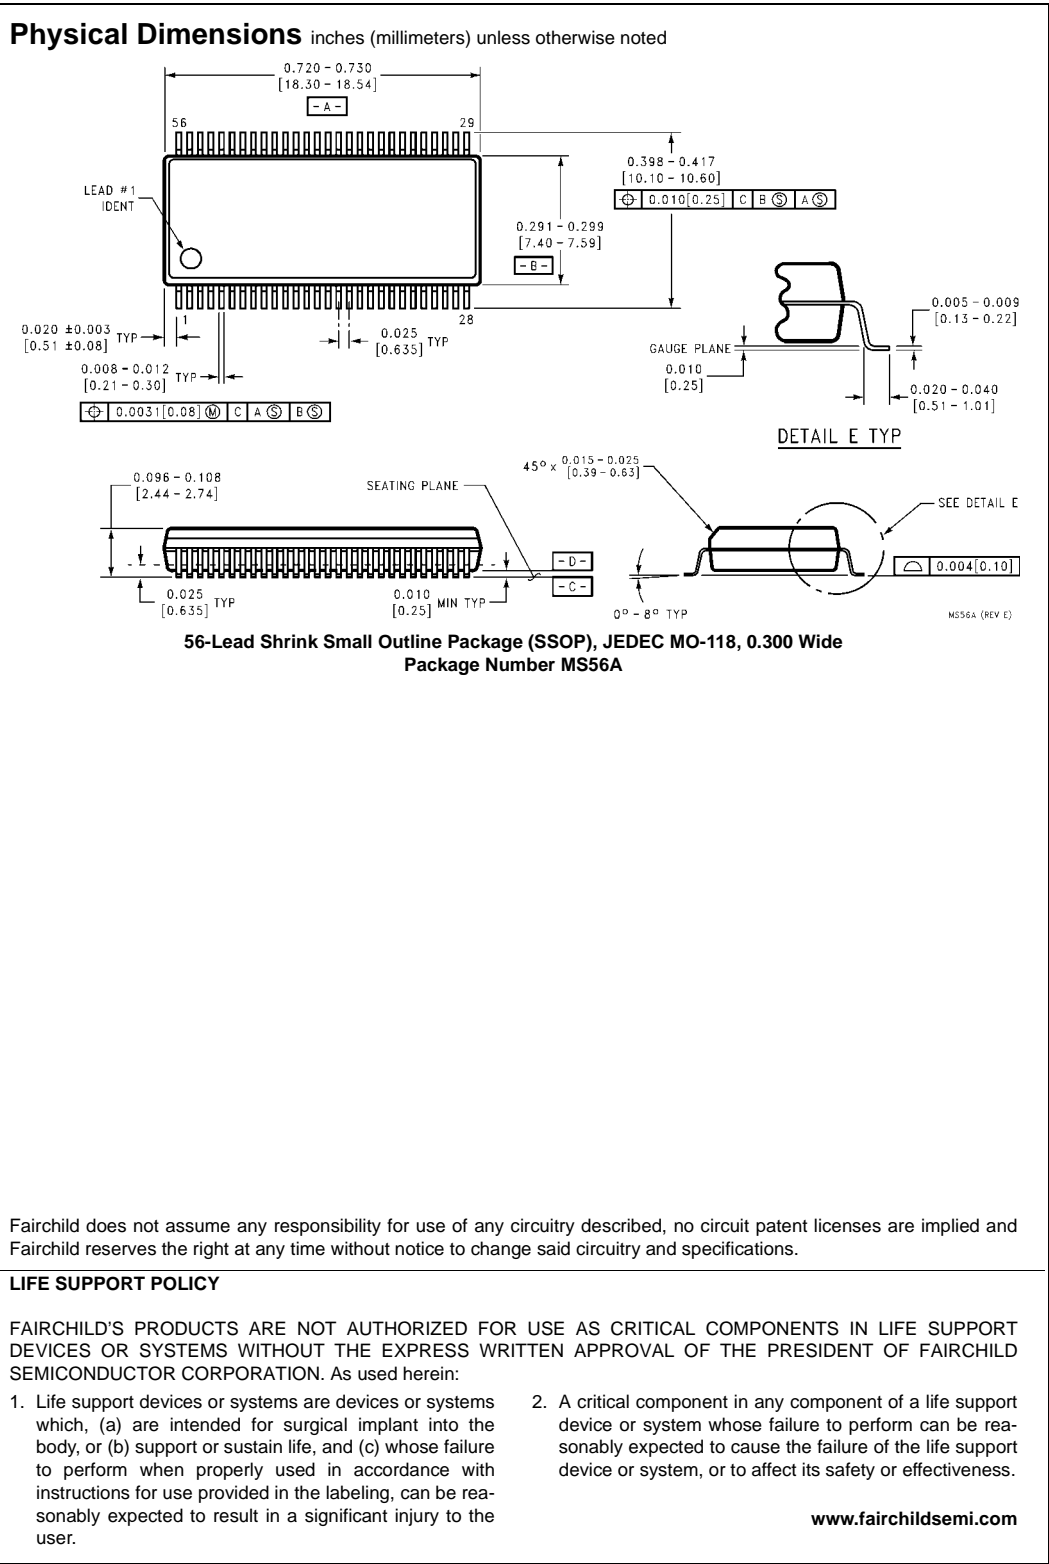 Physical Dimensions inches (millimeters) unless otherwise noted
0.720 – 0.730
[18.30 – 18.54]
- A -
56
29
LEAD #1
IDENT
0.398 – 0.417
[10.10 – 10.60]
⌖ 0.010[0.25] C B Ⓢ A Ⓢ
0.291 – 0.299
[7.40 – 7.59]
- B -
1
28
0.020 ±0.003
[0.51 ±0.08] TYP
0.025
[0.635] TYP
0.008 – 0.012
[0.21 – 0.30] TYP
⌖ 0.0031[0.08] Ⓜ C A Ⓢ B Ⓢ
0.005 – 0.009
[0.13 – 0.22]
GAUGE PLANE
0.010
[0.25]
0.020 – 0.040
[0.51 – 1.01]
DETAIL E TYP
0.096 – 0.108
[2.44 – 2.74]
SEATING PLANE
- D -
- C -
0.025
[0.635] TYP
0.010
[0.25] MIN TYP
45° x 0.015 – 0.025
[0.39 – 0.63]
SEE DETAIL E
⌓ 0.004[0.10]
0° – 8° TYP
MS56A (REV E)
56-Lead Shrink Small Outline Package (SSOP), JEDEC MO-118, 0.300 Wide
Package Number MS56A
Fairchild does not assume any responsibility for use of any circuitry described, no circuit patent licenses are implied and
Fairchild reserves the right at any time without notice to change said circuitry and specifications.
LIFE SUPPORT POLICY
FAIRCHILD'S PRODUCTS ARE NOT AUTHORIZED FOR USE AS CRITICAL COMPONENTS IN LIFE SUPPORT
DEVICES OR SYSTEMS WITHOUT THE EXPRESS WRITTEN APPROVAL OF THE PRESIDENT OF FAIRCHILD
SEMICONDUCTOR CORPORATION. As used herein:
1. Life support devices or systems are devices or systems
which, (a) are intended for surgical implant into the
body, or (b) support or sustain life, and (c) whose failure
to perform when properly used in accordance with
instructions for use provided in the labeling, can be rea-
sonably expected to result in a significant injury to the
user.
2. A critical component in any component of a life support
device or system whose failure to perform can be rea-
sonably expected to cause the failure of the life support
device or system, or to affect its safety or effectiveness.
www.fairchildsemi.com